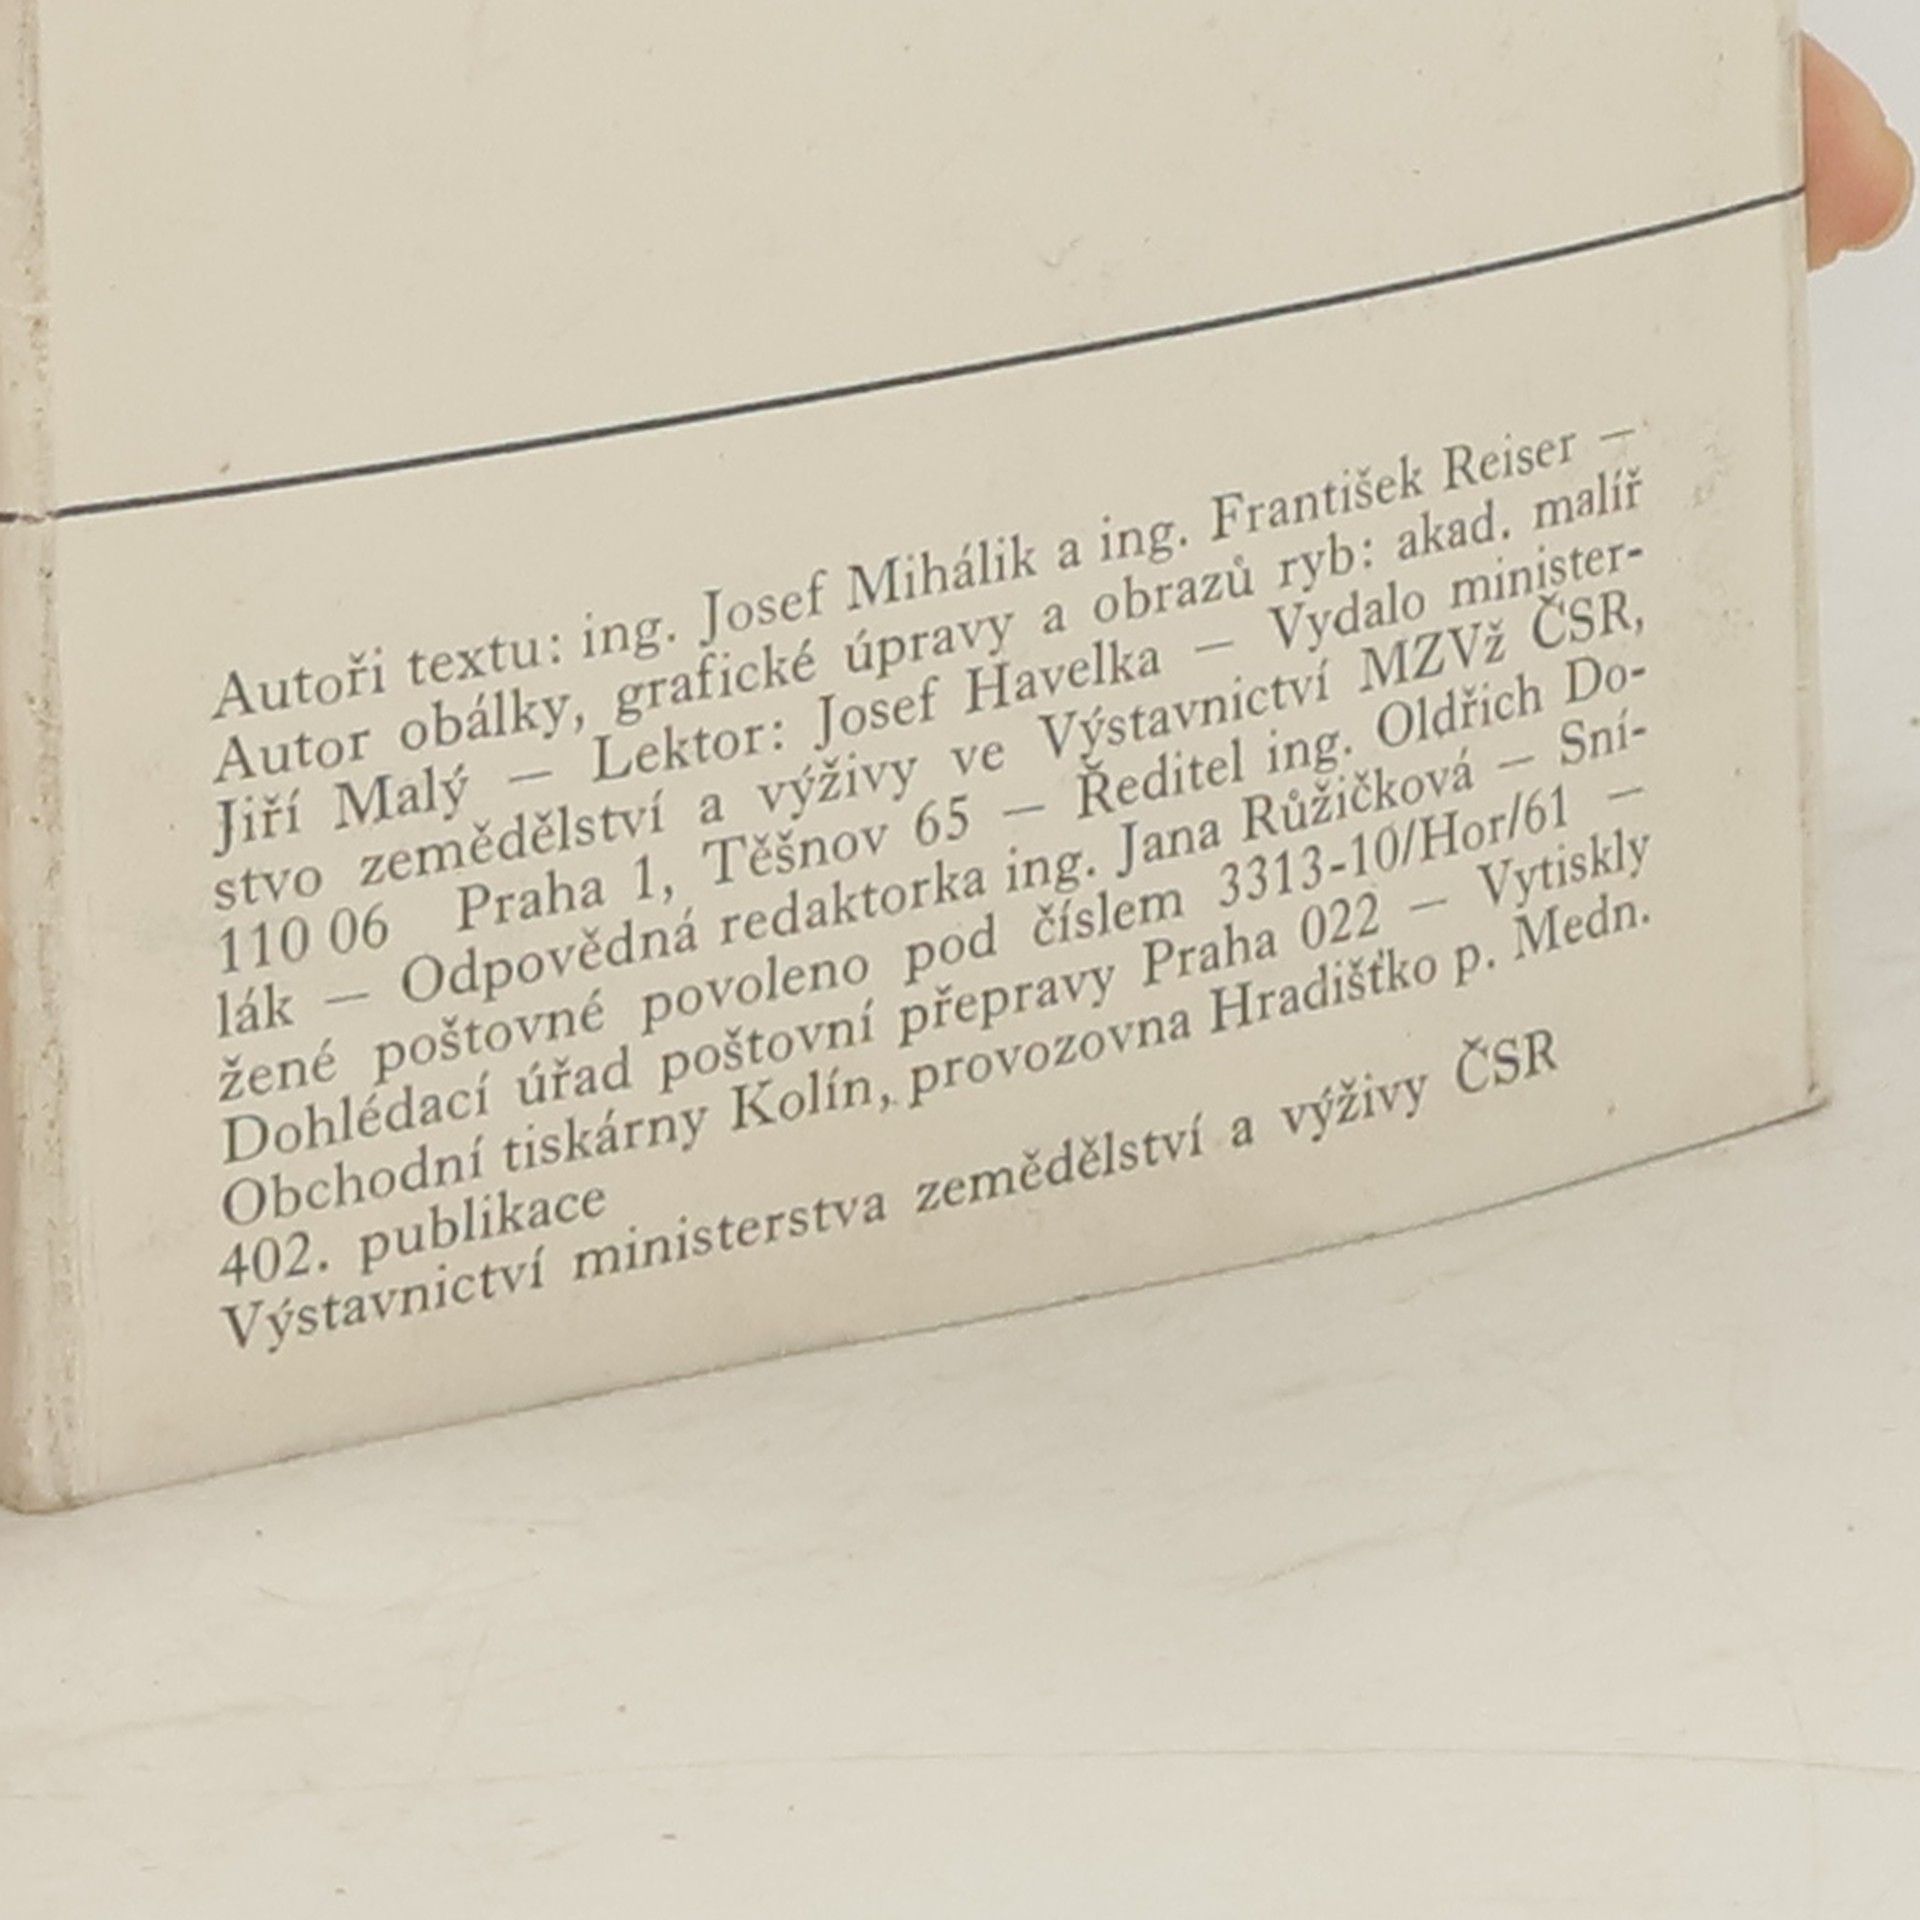 Autoři textu: ing. Josef Mihálik a ing. František Reiser —
Autor obálky, grafické úpravy a obrazů ryb: akad. malíř
Jiří Malý — Lektor: Josef Havelka — Vydalo minister-
stvo zemědělství a výživy ve Výstavnictví MZVž ČSR,
110 06 Praha 1, Těšnov 65 — Ředitel ing. Oldřich Do-
lák — Odpovědná redaktorka ing. Jana Růžičková — Sní-
žené poštovné povoleno pod číslem 3313-10/Hor/61 —
Dohlédací úřad poštovní přepravy Praha 022 — Vytiskly
Obchodní tiskárny Kolín, provozovna Hradišťko p. Medn.
402. publikace
Výstavnictví ministerstva zemědělství a výživy ČSR